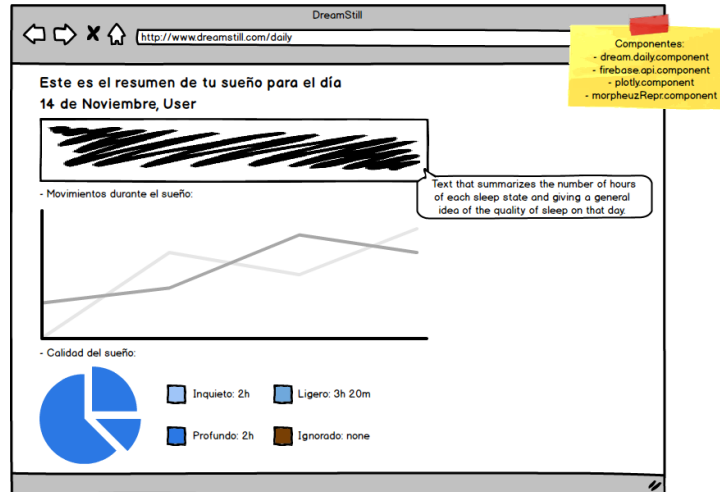 DreamStill
http://www.dreamstill.com/daily
Componentes:
- dream.daily.component
- firebase.api.component
- plotly.component
- morpheuzRepr.component
Este es el resumen de tu sueño para el día
14 de Noviembre, User
Text that summarizes the number of hours
of each sleep state and giving a general
idea of the quality of sleep on that day.
- Movimientos durante el sueño:
- Calidad del sueño:
Inquieto: 2h
Ligero: 3h 20m
Profundo: 2h
Ignorado: none